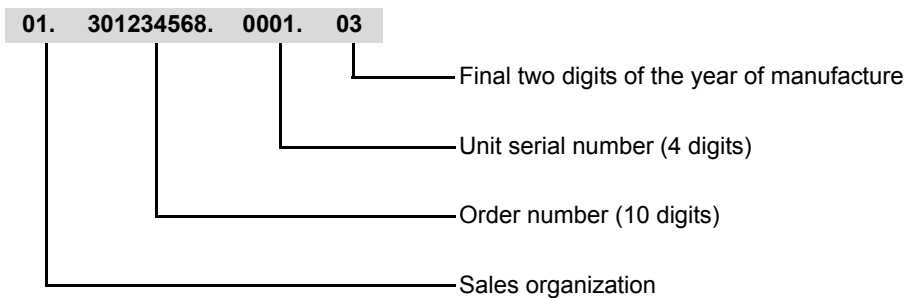 01. 301234568. 0001. 03
Final two digits of the year of manufacture
Unit serial number (4 digits)
Order number (10 digits)
Sales organization